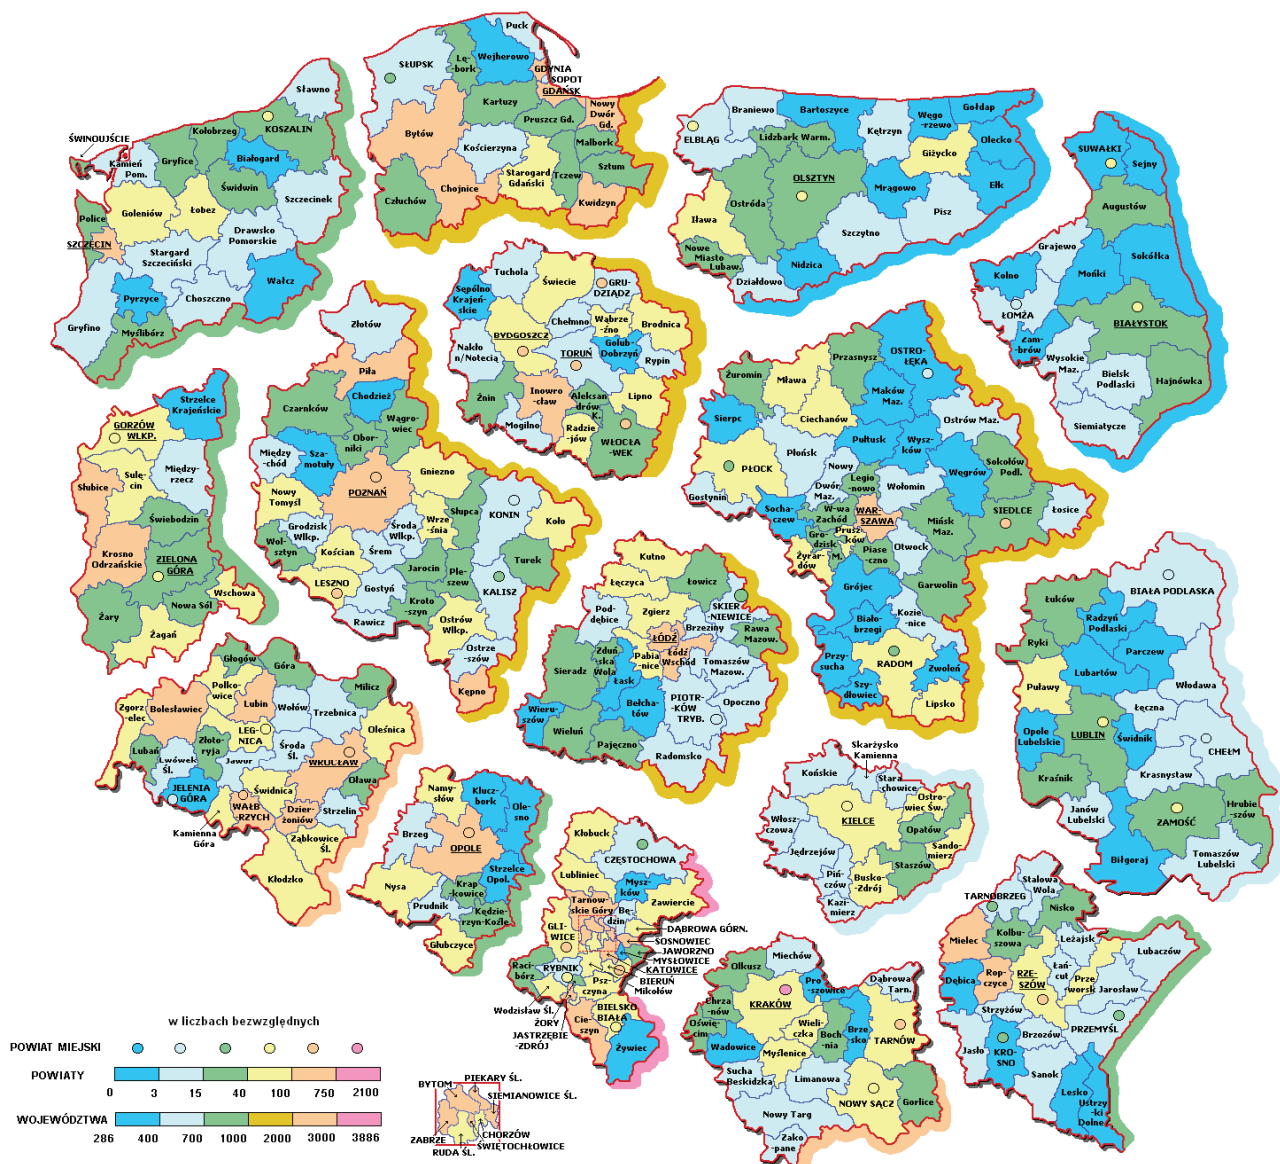 Puck
SŁUPSK
Lę-
bork
Wejherowo
GDYNIA
SOPOT
GDAŃSK
Nowy
Dwór
Gd.
Kartuzy
Pruszcz Gd.
Bytów
Kościerzyna
Malbork
Sztum
Starogard
Gdański
Tczew
Chojnice
Człuchów
Kwidzyn
Sławno
KOSZALIN
Kołobrzeg
ŚWINOUJŚCIE
Kamień
Pom.
Gryfice
Białogard
Świdwin
Szczecinek
Goleniów
Łobez
Police
SZCZECIN
Drawsko
Pomorskie
Stargard
Szczeciński
Wałcz
Pyrzyce
Choszczno
Gryfino
Myślibórz
Braniewo
ELBLĄG
Bartoszyce
Lidzbark Warm.
Kętrzyn
Węgo
-rzewo
Gołdap
Olecko
Giżycko
OLSZTYN
Mrągowo
Ełk
Ostróda
Iława
Pisz
Szczytno
Nowe
Miasto
Lubaw.
Nidzica
Działdowo
SUWAŁKI
Sejny
Augustów
Grajewo
Kolno
Mońki
Sokółka
ŁOMŻA
BIAŁYSTOK
Zam-
brów
Wysokie
Maz.
Bielsk
Podlaski
Hajnówka
Siemiatycze
Tuchola
Świecie
GRU-
DZIĄDZ
Sępólno
Krajeń-
skie
Chełmno
Wąbrze
-źno
Brodnica
BYDGOSZCZ
Golub-
Dobrzyń
Nakło
n/Notecią
TORUŃ
Rypin
Inowro
-cław
Aleksan
-drów
K.
Lipno
Żnin
Mogilno
Radzie
-jów
WŁOCŁA
-WEK
Złotów
Piła
Chodzież
Czarnków
Wągro-
wiec
Obor-
niki
Między
-chód
Sza-
motuły
Gniezno
POZNAŃ
Nowy
Tomyśl
Wrze
-śnia
Słupca
KONIN
Koło
Grodzisk
Wlkp.
Środa
Wlkp.
Wol-
sztyn
Kościan
Śrem
Turek
Jarocin
Ple-
szew
LESZNO
Gostyń
KALISZ
Kroto
-szyn
Rawicz
Ostrów
Wlkp.
Ostrze
-szów
Kępno
Strzelce
Krajeńskie
GORZÓW
WLKP.
Sulę-
cin
Między-
rzecz
Słubice
Świebodzin
Krosno
Odrzańskie
ZIELONA
GÓRA
Wschowa
Nowa Sól
Żary
Żagań
OSTRO-
ŁĘKA
Przasnysz
Żuromin
Mława
Maków
Maz.
Ciechanów
Sierpc
Ostrów Maz.
Pułtusk
Wysz-
ków
Płońsk
PŁOCK
Węgrów
Sokołów
Podl.
Nowy
Dwór
Maz.
Legio
-nowo
Wołomin
Gostynin
Socha-
czew
W-wa
Zachód
WAR-
SZAWA
SIEDLCE
Łosice
Mińsk
Maz.
Prusz-
ków
Gro-
dzisk
M.
Żyrar-
dów
Piase
-czno
Otwock
Garwolin
Grójec
Kozie
-nice
Biało-
brzegi
Przy-
sucha
RADOM
Zwoleń
Szy-
dłowiec
Lipsko
Kutno
Łęczyca
Łowicz
SKIER
-NIEWICE
Pod-
dębice
Zgierz
Brzeziny
ŁÓDŹ
Rawa
Mazow.
Łódź
Wschód
Pabia
-nice
Zduń
ska
Wola
Sieradz
Tomaszów
Mazow.
Łask
Wieru-
szów
Bełcha-
tów
PIOTR-
KÓW
TRYB.
Opoczno
Wieluń
Pajęczno
Radomsko
BIAŁA PODLASKA
Łuków
Radzyń
Podlaski
Ryki
Parczew
Lubartów
Puławy
Włodawa
Łęczna
Opole
Lubelskie
LUBLIN
Świdnik
CHEŁM
Krasnystaw
Kraśnik
Janów
Lubelski
ZAMOŚĆ
Hrubie
-szów
Biłgoraj
Tomaszów
Lubelski
Głogów
Góra
Polko-
wice
Milicz
Zgorz
-elec
Bolesławiec
Lubin
Wołów
Trzebnica
Oleśnica
LEG-
NICA
Lubań
Złoto-
ryja
Środa
Śl.
WROCŁAW
Lwówek
Śl.
Jawor
Oława
JELENIA
GÓRA
Świdnica
WAŁB
RZYCH
Dzier-
żoniów
Strzelin
Kamienna
Góra
Ząbkowice
Śl.
Kłodzko
Namy-
słów
Klucz-
bork
Ole-
sno
Brzeg
OPOLE
Strzelce
Opol.
Nysa
Krap
-kowice
Prudnik
Kędzie-
rzyn-Koźle
Głubczyce
Kłobuck
CZĘSTOCHOWA
Lubliniec
Mysz-
ków
Zawiercie
Tarnow-
skie Góry
Bę-
dzin
GLI-
WICE
DĄBROWA GÓRN.
SOSNOWIEC
JAWORZNO
MYSŁOWICE
KATOWICE
BIERUŃ
Mikołów
Raci-
bórz
RYBNIK
Psz-
czyna
Wodzisław Śl.
ŻORY
JASTRZĘBIE
-ZDRÓJ
Cie-
szyn
BIELSKO
BIAŁA
Żywiec
Skarżysko
Kamienna
Końskie
Stara
chowice
Ostro-
wiec Św.
KIELCE
Włosz
czowa
Opatów
Jędrzejów
Sando-
mierz
Staszów
Piń-
czów
Busko-
Zdrój
Kazi-
mierz
TARNOBRZEG
Stalowa
Wola
Nisko
Kolbu-
szowa
Mielec
Leżajsk
Lubaczów
Łań-
cut
RZE-
SZÓW
Prze
worsk
Dębica
Rop-
czyce
Jarosław
Strzyżów
PRZEMYŚL
Brzozów
Jasło
KRO-
SNO
Sanok
Lesko
Ustrzy
-ki
Dolne
Miechów
Olkusz
Pro-
szowice
Dąbrowa
Tarn.
Chrza
-nów
KRAKÓW
Oświę-
cim
Wieli-
czka
Brze
sko
TARNÓW
Boch-
nia
Wadowice
Myślenice
Sucha
Beskidzka
Limanowa
NOWY SĄCZ
Gorlice
Nowy Targ
Zako
-pane
w liczbach bezwzględnych
POWIAT MIEJSKI
POWIATY
0 3 15 40 100 750 2100
WOJEWÓDZTWA
286 400 700 1000 2000 3000 3886
PIEKARY ŚL.
BYTOM
SIEMIANOWICE ŚL.
ZABRZE
CHORZÓW
ŚWIĘTOCHŁOWICE
RUDA ŚL.